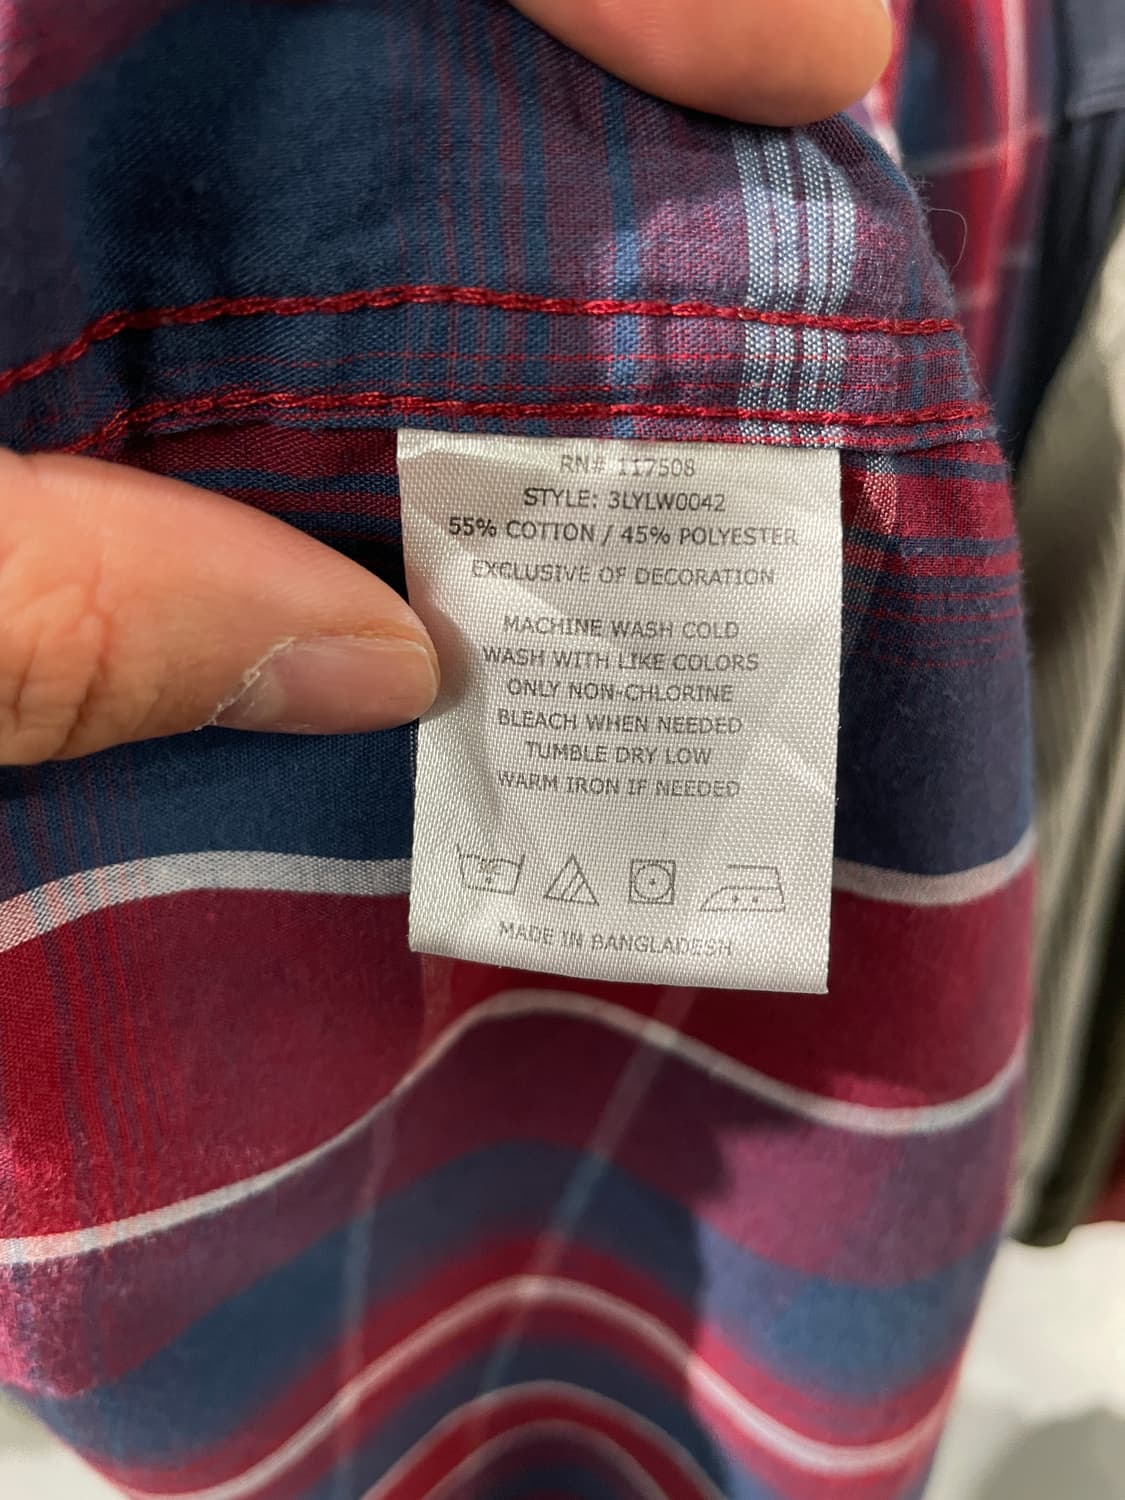 RN# 117508
STYLE: 3LYLW0042
55% COTTON / 45% POLYESTER
EXCLUSIVE OF DECORATION
MACHINE WASH COLD
WASH WITH LIKE COLORS
ONLY NON-CHLORINE
BLEACH WHEN NEEDED
TUMBLE DRY LOW
WARM IRON IF NEEDED
MADE IN BANGLADESH